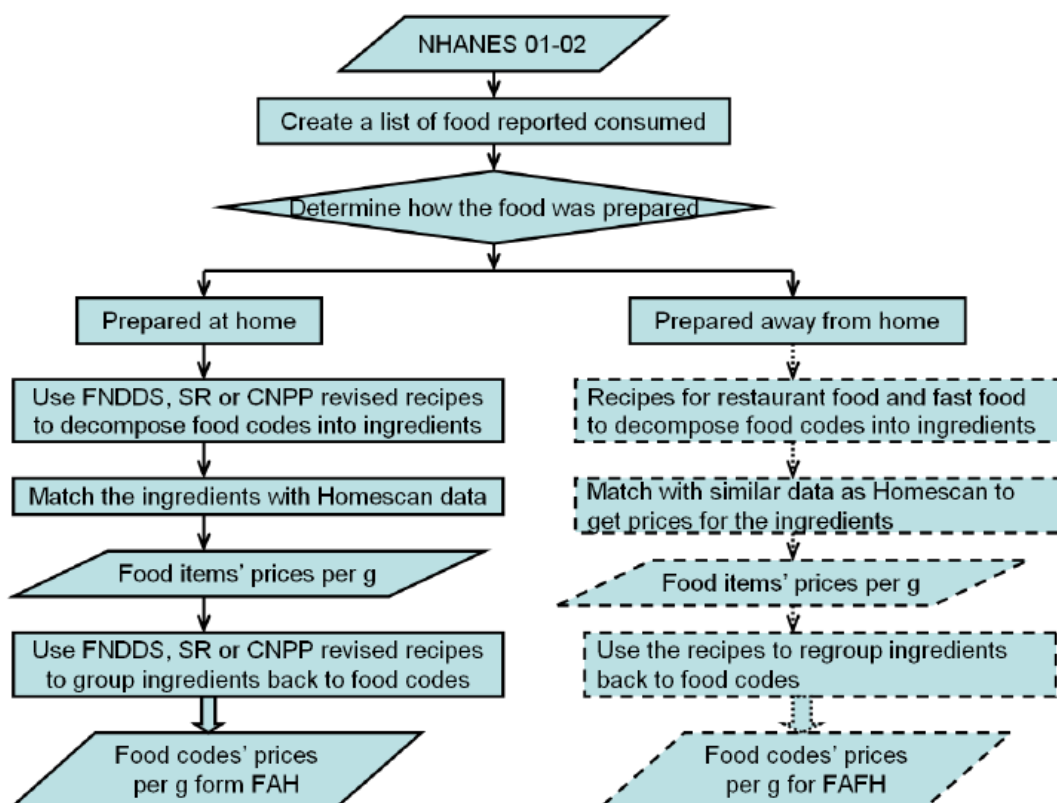 NHANES 01-02
Create a list of food reported consumed
Determine how the food was prepared
Prepared at home
Use FNDDS, SR or CNPP revised recipes
to decompose food codes into ingredients
Match the ingredients with Homescan data
Food items' prices per g
Use FNDDS, SR or CNPP revised recipes
to group ingredients back to food codes
Food codes' prices
per g form FAH
Prepared away from home
Recipes for restaurant food and fast food
to decompose food codes into ingredients
Match with similar data as Homescan to
get prices for the ingredients
Food items' prices per g
Use the recipes to regroup ingredients
back to food codes
Food codes' prices
per g for FAFH